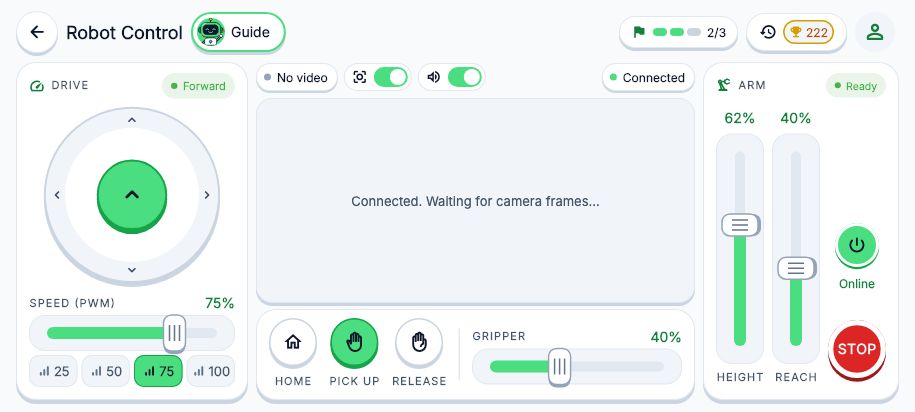 Robot Control
Guide
2/3
222
DRIVE
Forward
No video
Connected
ARM
Ready
62%
40%
Connected. Waiting for camera frames...
SPEED (PWM)
75%
25
50
75
100
HOME
PICK UP
RELEASE
GRIPPER
40%
HEIGHT
REACH
Online
STOP